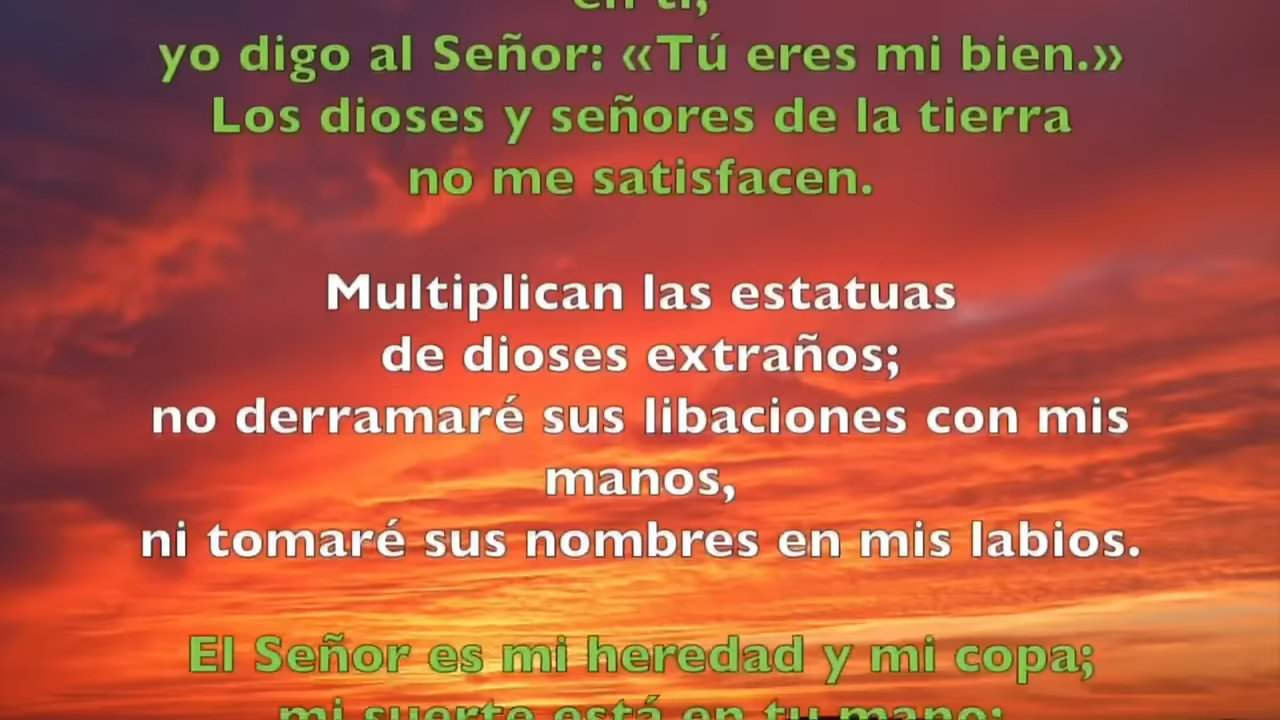 en ti,
yo digo al Señor: «Tú eres mi bien.»
Los dioses y señores de la tierra
no me satisfacen.
Multiplican las estatuas
de dioses extraños;
no derramaré sus libaciones con mis
manos,
ni tomaré sus nombres en mis labios.
El Señor es mi heredad y mi copa;
mi suerte está en tu mano: